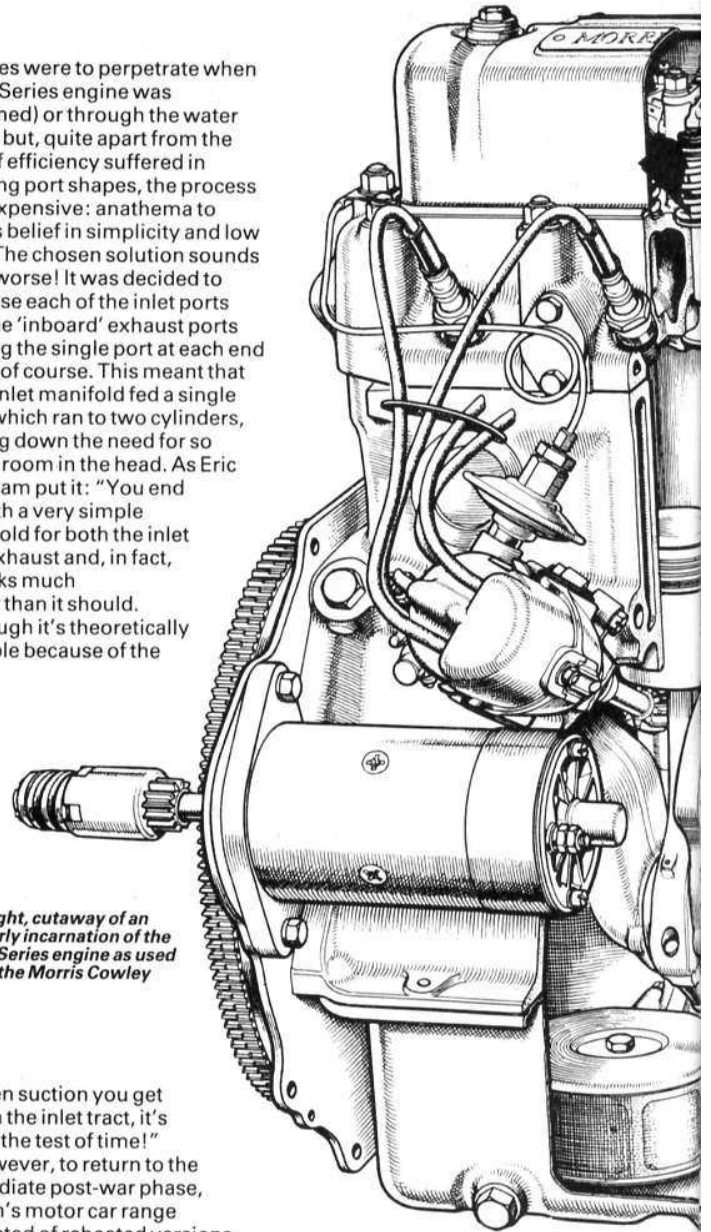 es were to perpetrate when
Series engine was
ned) or through the water
but, quite apart from the
f efficiency suffered in
ng port shapes, the process
xpensive: anathema to
s belief in simplicity and low
The chosen solution sounds
worse! It was decided to
se each of the inlet ports
e 'inboard' exhaust ports
g the single port at each end
of course. This meant that
nlet manifold fed a single
which ran to two cylinders,
g down the need for so
room in the head. As Eric
am put it: "You end
th a very simple
old for both the inlet
xhaust and, in fact,
ks much
than it should.
ugh it's theoretically
ple because of the
MORRI
ght, cutaway of an
rly incarnation of the
Series engine as used
the Morris Cowley
en suction you get
the inlet tract, it's
the test of time!"
wever, to return to the
diate post-war phase,
n's motor car range